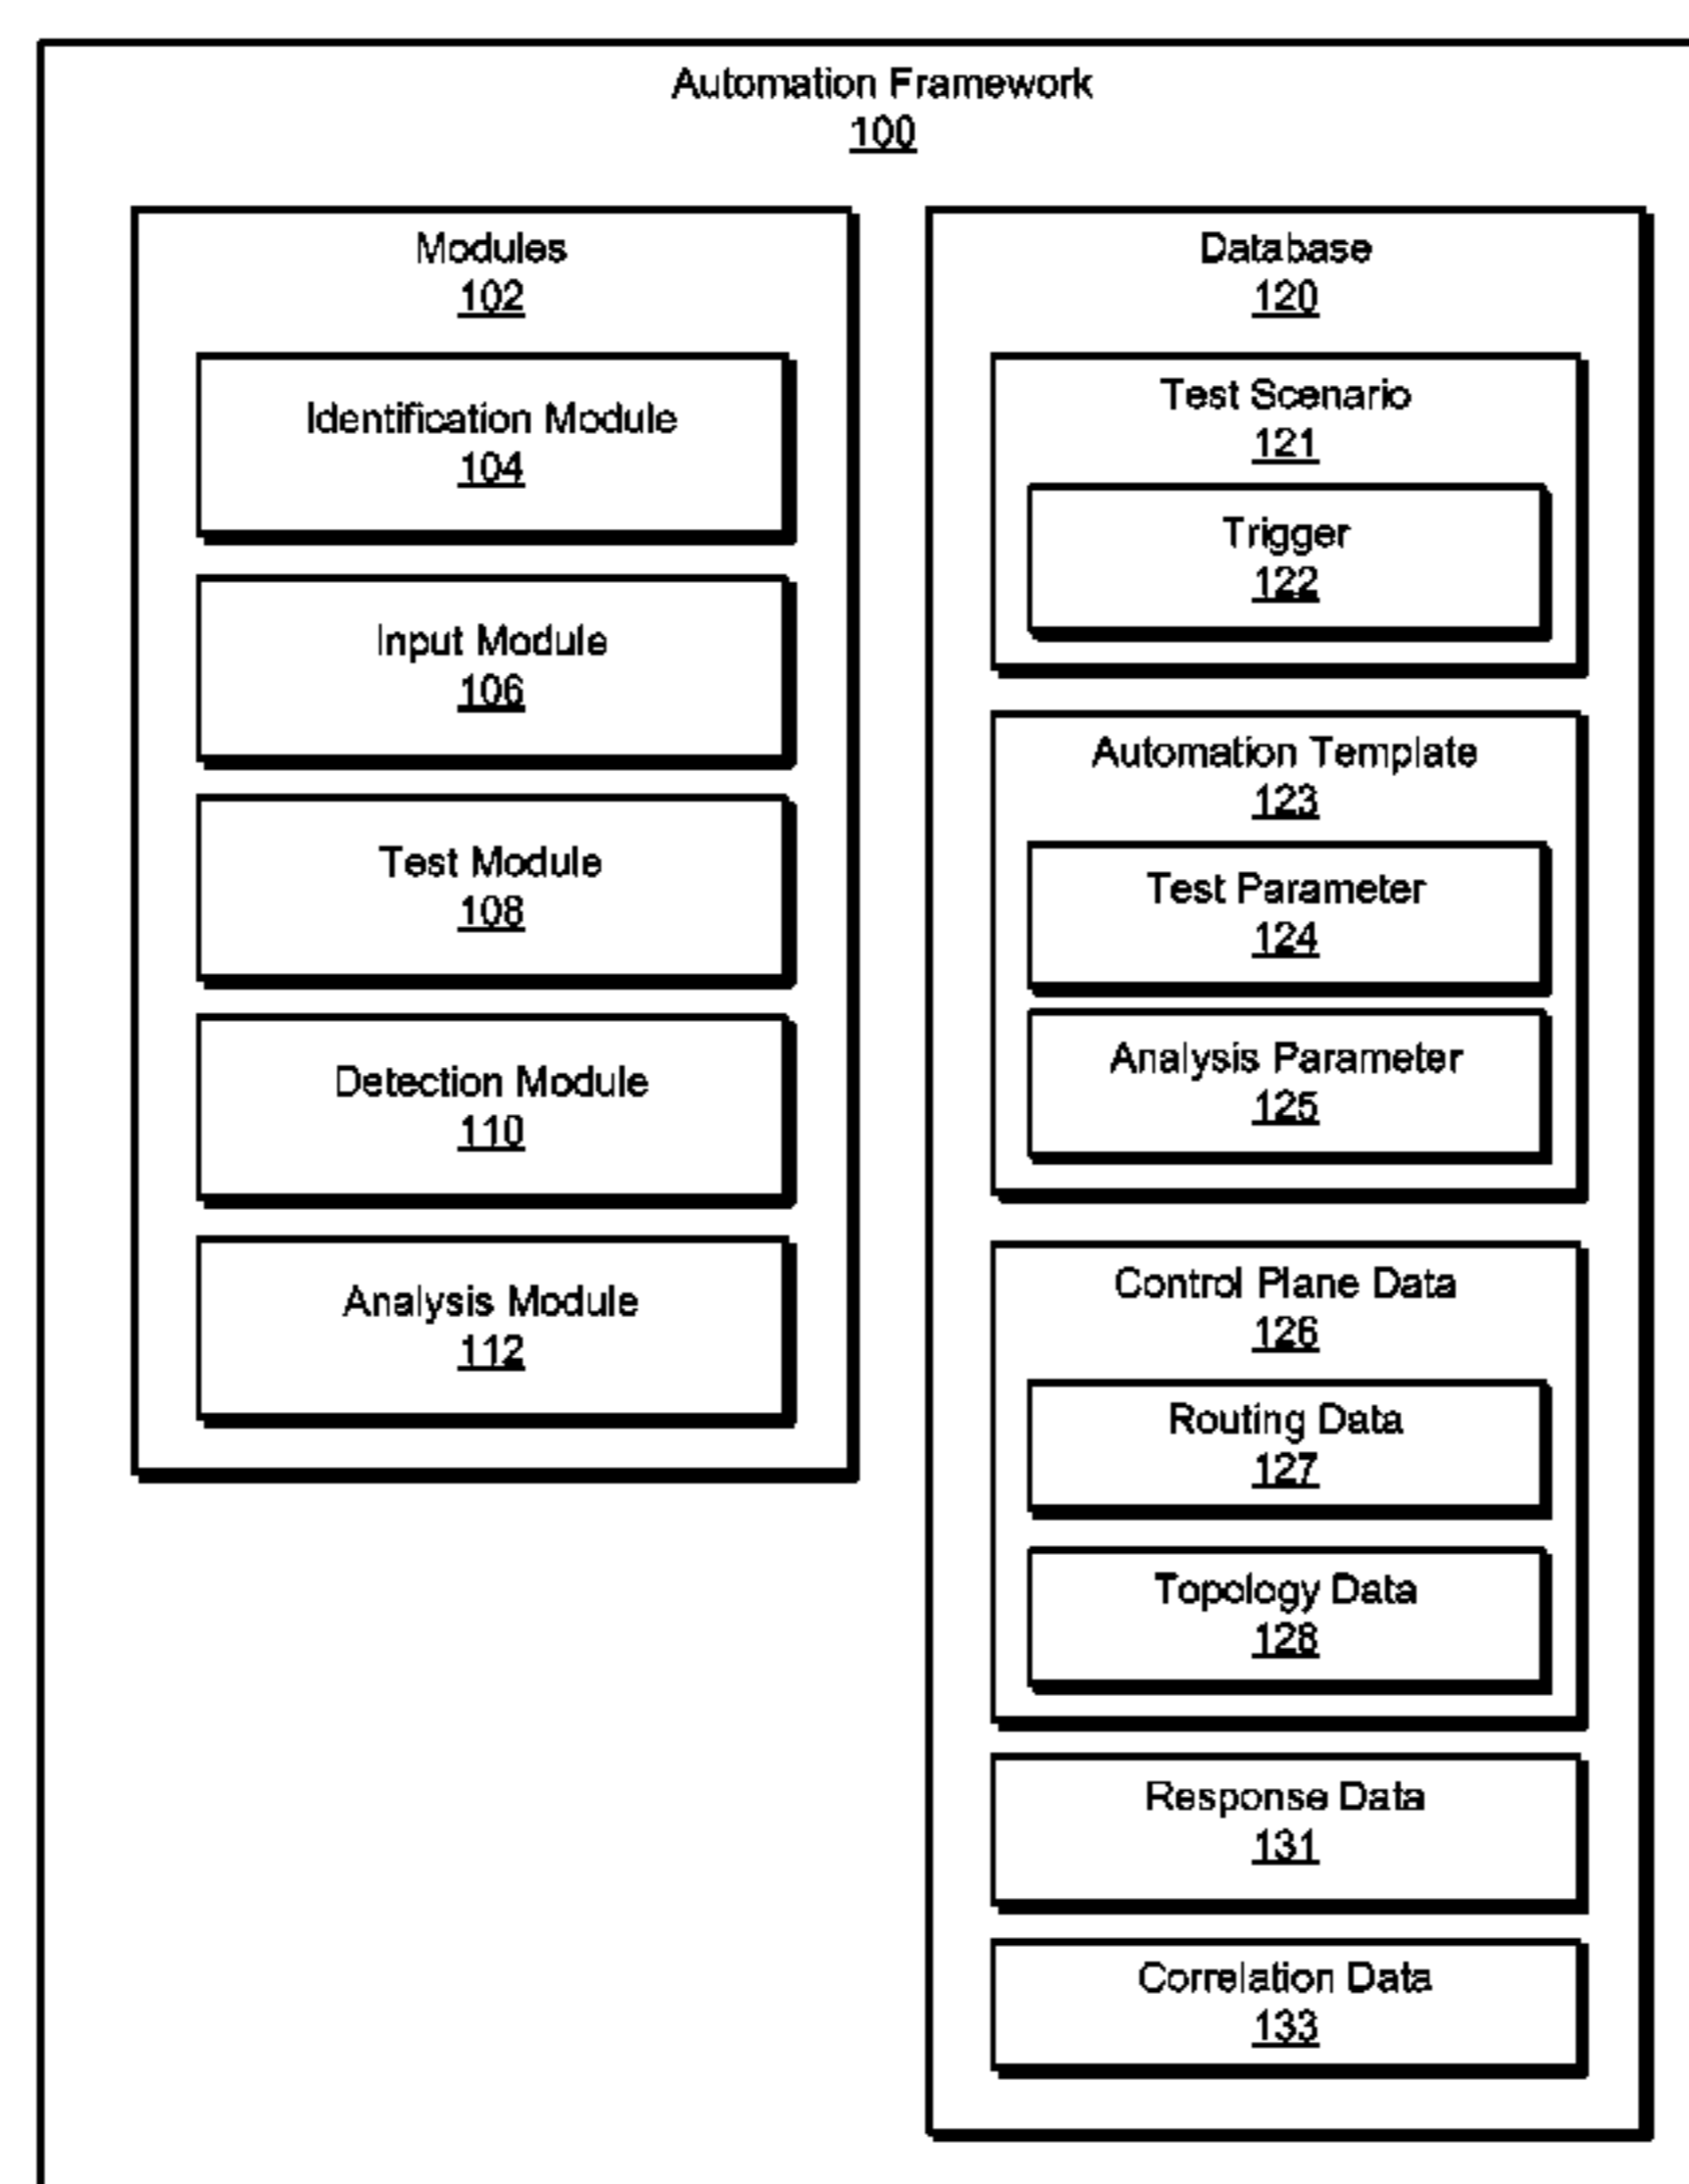 Automation Framework
100
Modules
102
Identification Module
104
Input Module
106
Test Module
108
Detection Module
110
Analysis Module
112
Database
120
Test Scenario
121
Trigger
122
Automation Template
123
Test Parameter
124
Analysis Parameter
125
Control Plane Data
126
Routing Data
127
Topology Data
128
Response Data
131
Correlation Data
133